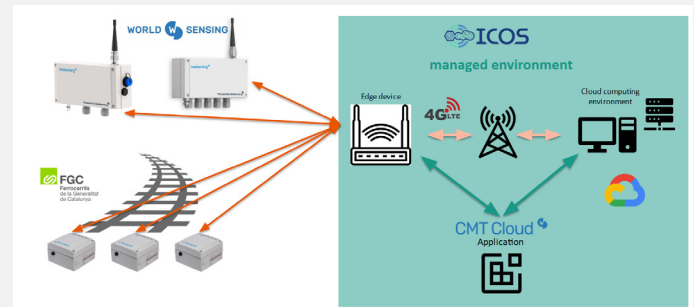 WORLD SENSING
ICOS
managed environment
Edge device
4G LTE
Cloud computing
environment
FGC
Ferrocarrils
de la Generalitat
de Catalunya
CMT Cloud
Application